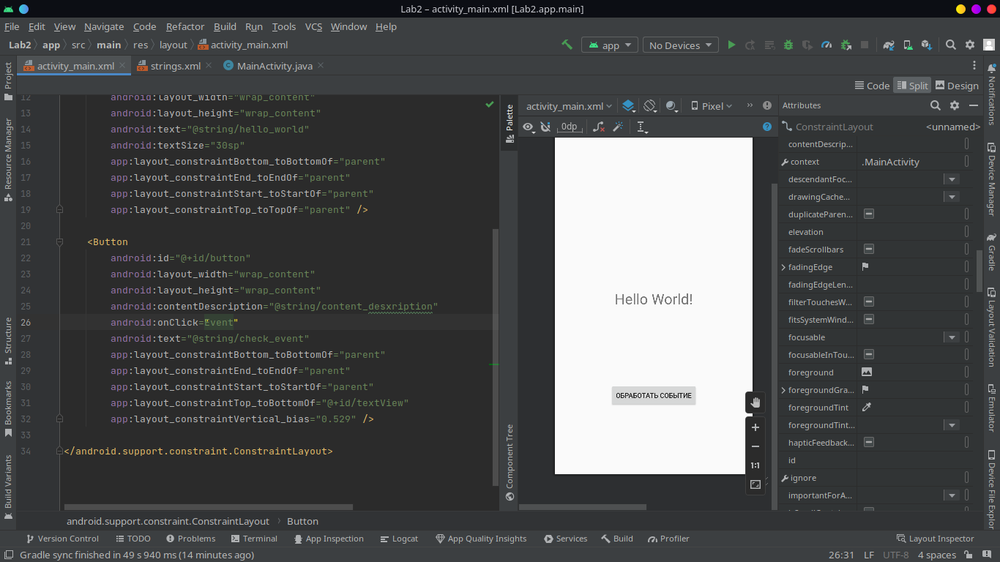 Lab2 – activity_main.xml [Lab2.app.main]
File Edit View Navigate Code Refactor Build Run Tools VCS Window Help
Lab2 app src main res layout activity_main.xml
app No Devices
activity_main.xml strings.xml MainActivity.java
Code Split Design
Project
Resource Manager
Structure
Bookmarks
Build Variants
12 android:layout_width="wrap_content"
13 android:layout_height="wrap_content"
14 android:text="@string/hello_world"
15 android:textSize="30sp"
16 app:layout_constraintBottom_toBottomOf="parent"
17 app:layout_constraintEnd_toEndOf="parent"
18 app:layout_constraintStart_toStartOf="parent"
19 app:layout_constraintTop_toTopOf="parent" />
20
21 <Button
22 android:id="@+id/button"
23 android:layout_width="wrap_content"
24 android:layout_height="wrap_content"
25 android:contentDescription="@string/content_desxription"
26 android:onClick="Event"
27 android:text="@string/check_event"
28 app:layout_constraintBottom_toBottomOf="parent"
29 app:layout_constraintEnd_toEndOf="parent"
30 app:layout_constraintStart_toStartOf="parent"
31 app:layout_constraintTop_toBottomOf="@+id/textView"
32 app:layout_constraintVertical_bias="0.529" />
33
34 </android.support.constraint.ConstraintLayout>
Palette
Component Tree
activity_main.xml Pixel »
0dp
Hello World!
ОБРАБОТАТЬ СОБЫТИЕ
1:1
Attributes
ConstraintLayout <unnamed>
contentDescrip...
context .MainActivity
descendantFoc...
drawingCache...
duplicateParen...
elevation
fadeScrollbars
fadingEdge
fadingEdgeLen...
filterTouchesW...
fitsSystemWind...
focusable
focusableInTou...
foreground
foregroundGra...
foregroundTint
foregroundTint...
hapticFeedback...
id
ignore
importantForA...
Notifications
Device Manager
Gradle
Layout Validation
Emulator
Device File Explor
android.support.constraint.ConstraintLayout Button
Version Control TODO Problems Terminal App Inspection Logcat App Quality Insights Services Build Profiler Layout Inspector
Gradle sync finished in 49 s 940 ms (14 minutes ago) 26:31 LF UTF-8 4 spaces